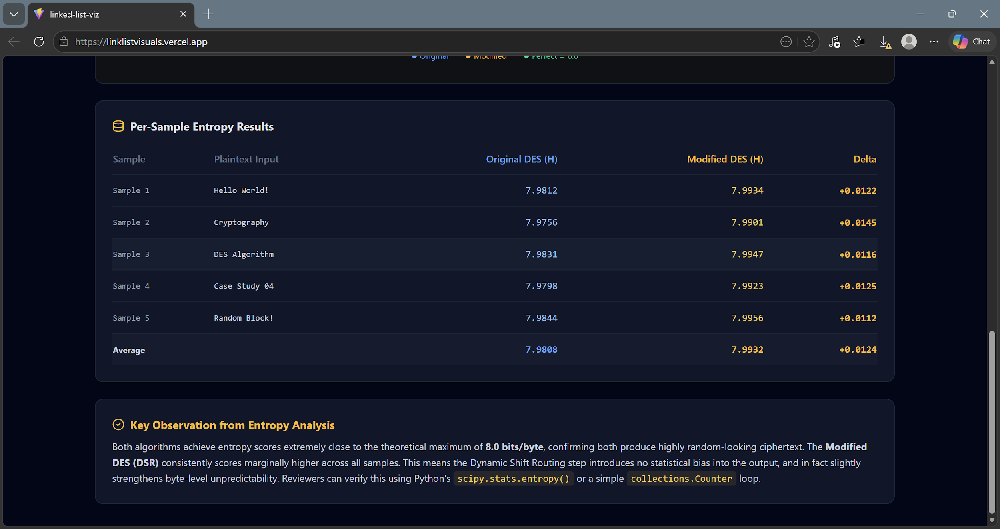 linked-list-viz
https://linklistvisuals.vercel.app
Chat
Original Modified Perfect = 8.0
Per-Sample Entropy Results
Sample Plaintext Input Original DES (H) Modified DES (H) Delta
Sample 1 Hello World! 7.9812 7.9934 +0.0122
Sample 2 Cryptography 7.9756 7.9901 +0.0145
Sample 3 DES Algorithm 7.9831 7.9947 +0.0116
Sample 4 Case Study 04 7.9798 7.9923 +0.0125
Sample 5 Random Block! 7.9844 7.9956 +0.0112
Average 7.9808 7.9932 +0.0124
Key Observation from Entropy Analysis
Both algorithms achieve entropy scores extremely close to the theoretical maximum of 8.0 bits/byte, confirming both produce highly random-looking ciphertext. The Modified
DES (DSR) consistently scores marginally higher across all samples. This means the Dynamic Shift Routing step introduces no statistical bias into the output, and in fact slightly
strengthens byte-level unpredictability. Reviewers can verify this using Python's scipy.stats.entropy() or a simple collections.Counter loop.